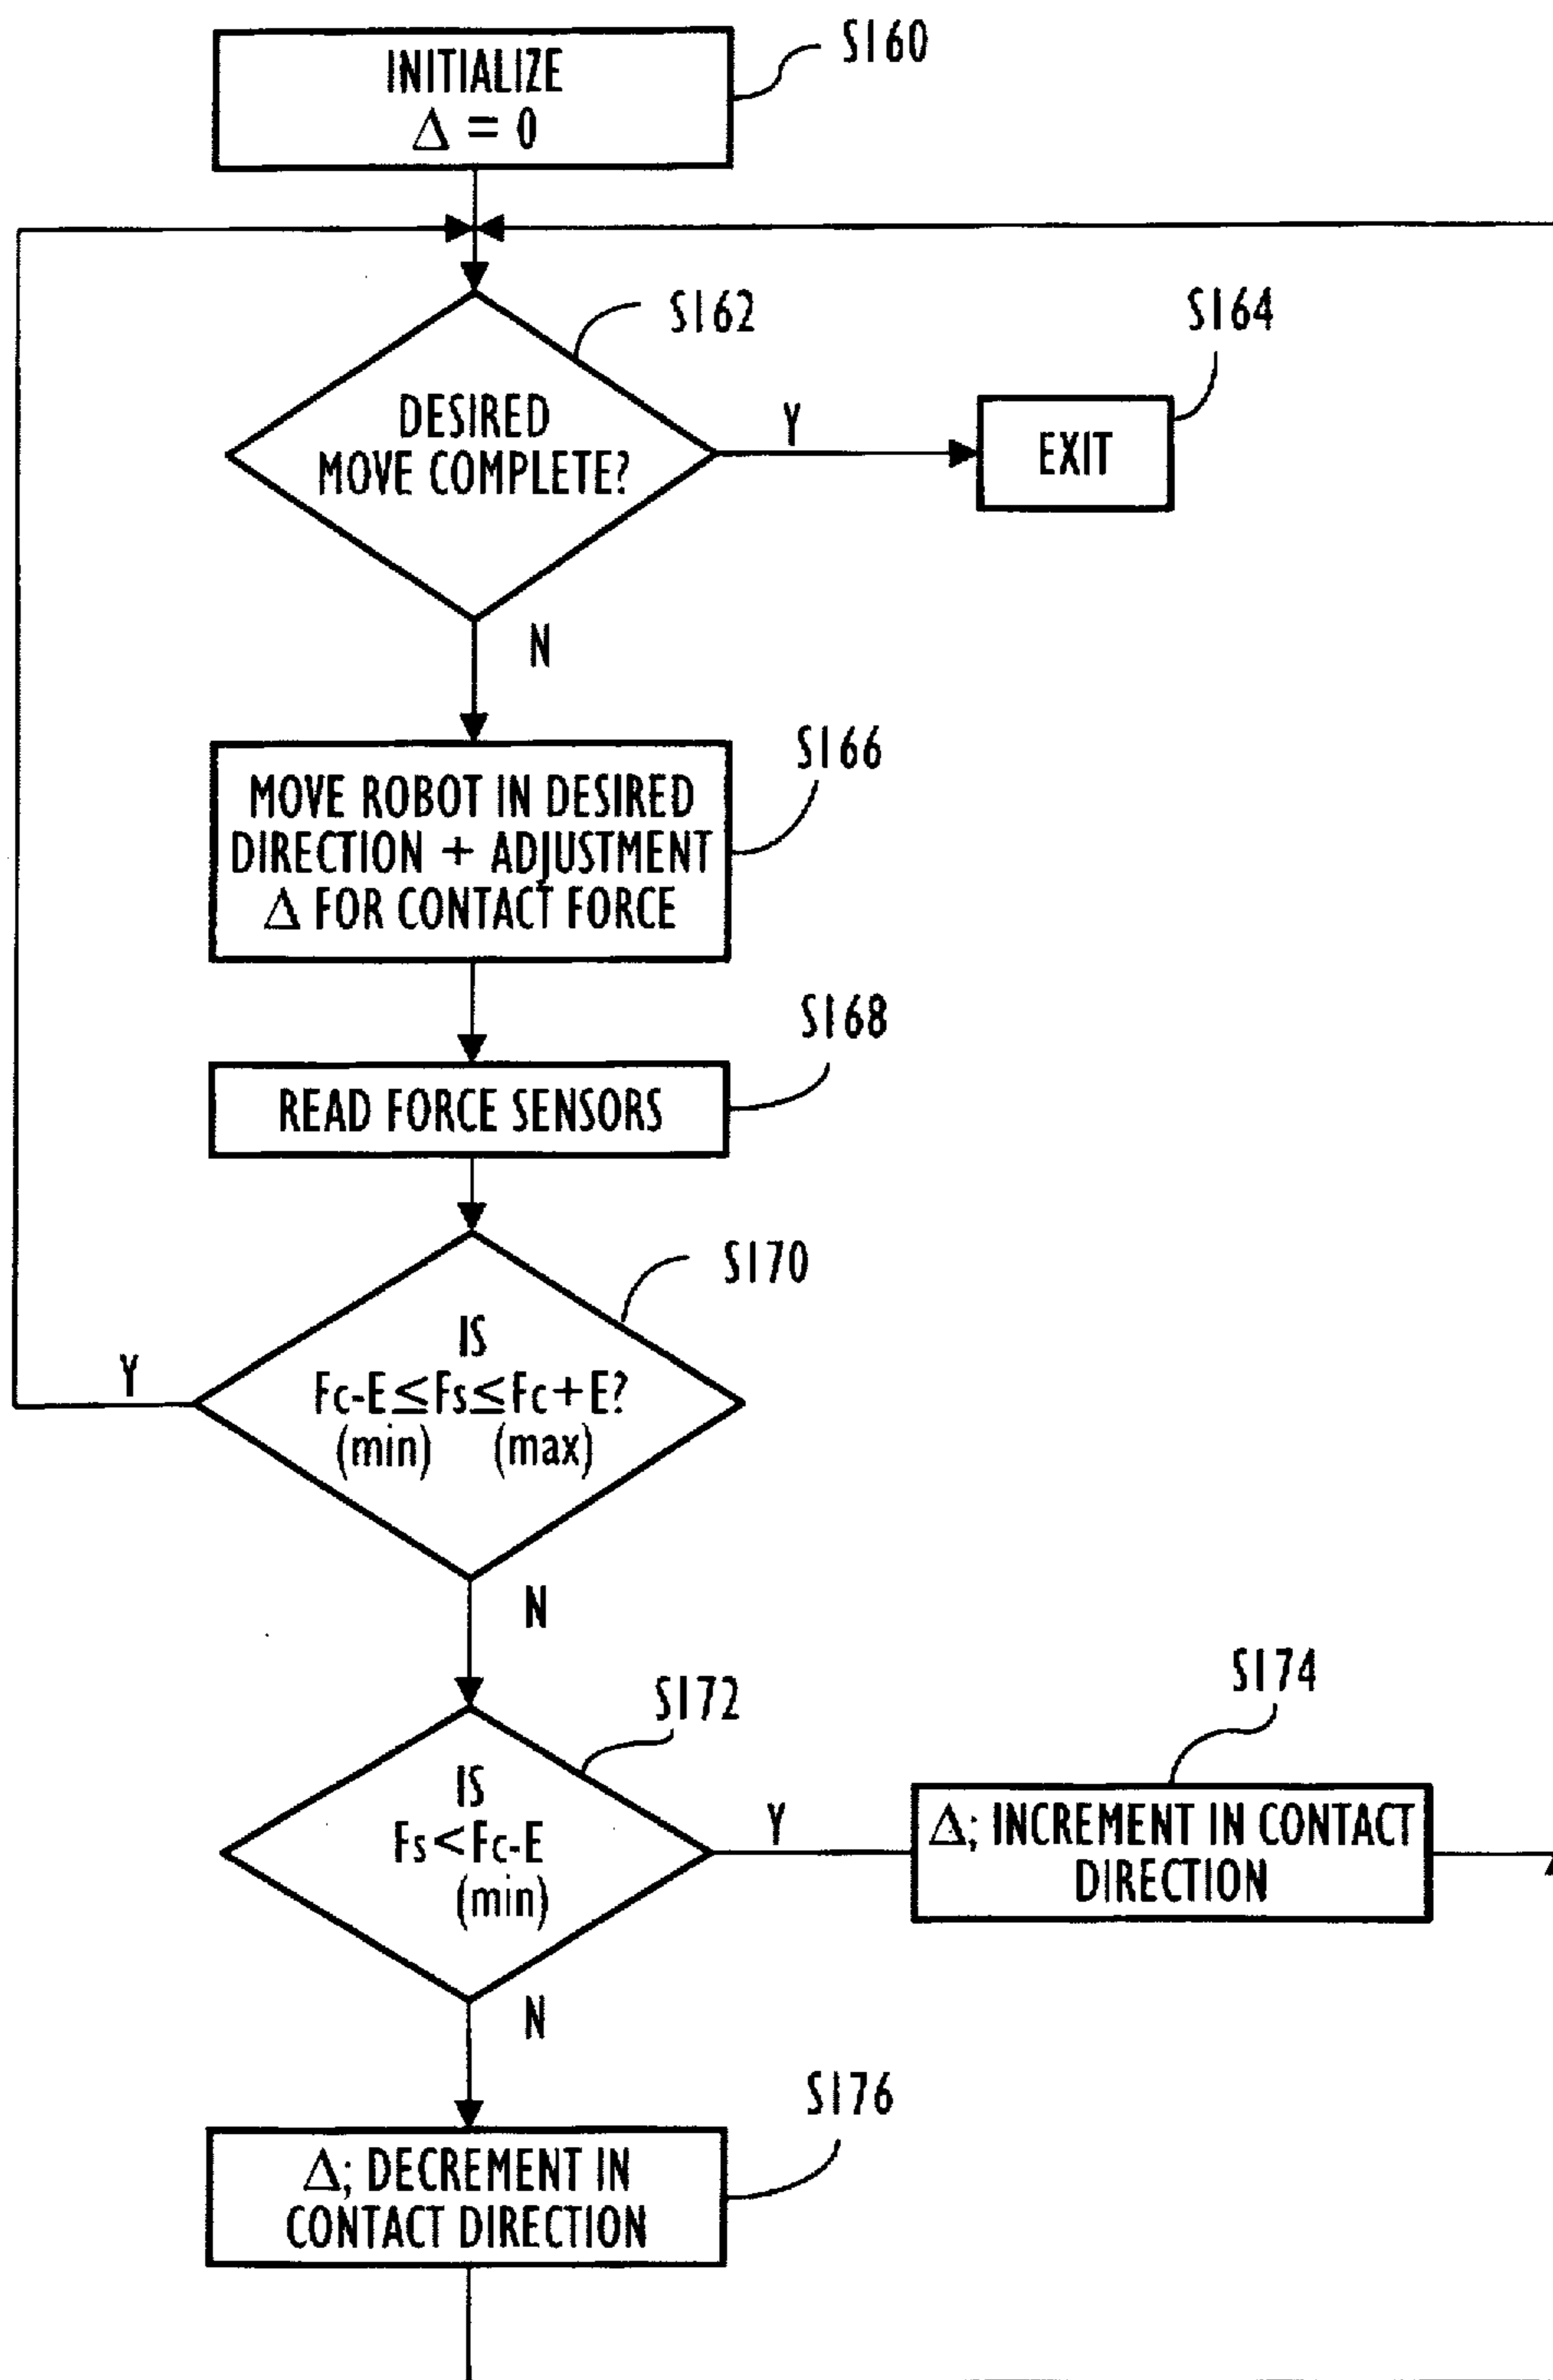 S160
INITIALIZE
Δ = 0
S162
S164
DESIRED
MOVE COMPLETE?
Y
EXIT
N
S166
MOVE ROBOT IN DESIRED
DIRECTION + ADJUSTMENT
Δ FOR CONTACT FORCE
S168
READ FORCE SENSORS
S170
IS
Fc-E≤Fs≤Fc+E?
(min) (max)
Y
N
S172
S174
IS
Fs<Fc-E
(min)
Y
Δ; INCREMENT IN CONTACT
DIRECTION
N
S176
Δ; DECREMENT IN
CONTACT DIRECTION